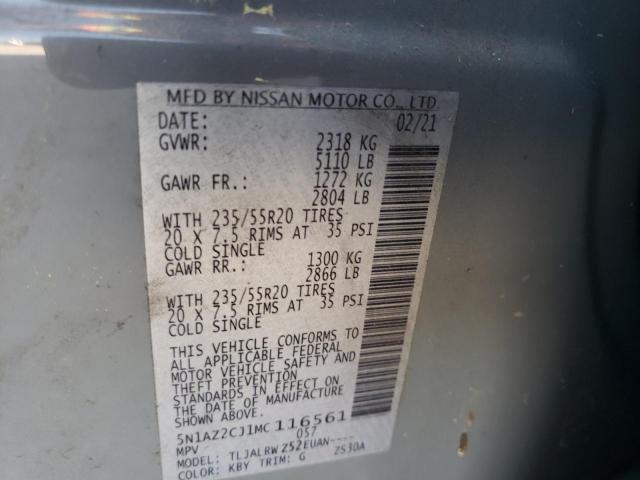 MFD BY NISSAN MOTOR CO., LTD.
DATE: 02/21
GVWR: 2318 KG
5110 LB
GAWR FR.: 1272 KG
2804 LB
WITH 235/55R20 TIRES
20 X 7.5 RIMS AT 35 PSI
COLD SINGLE
GAWR RR.: 1300 KG
2866 LB
WITH 235/55R20 TIRES
20 X 7.5 RIMS AT 35 PSI
COLD SINGLE
THIS VEHICLE CONFORMS TO
ALL APPLICABLE FEDERAL
MOTOR VEHICLE SAFETY AND
THEFT PREVENTION
STANDARDS IN EFFECT ON
THE DATE OF MANUFACTURE
SHOWN ABOVE.
5N1AZ2CJ1MC116561
MPV 057
MODEL: TLJALRWZ52EUAN----
COLOR: KBY TRIM: G ZS30A